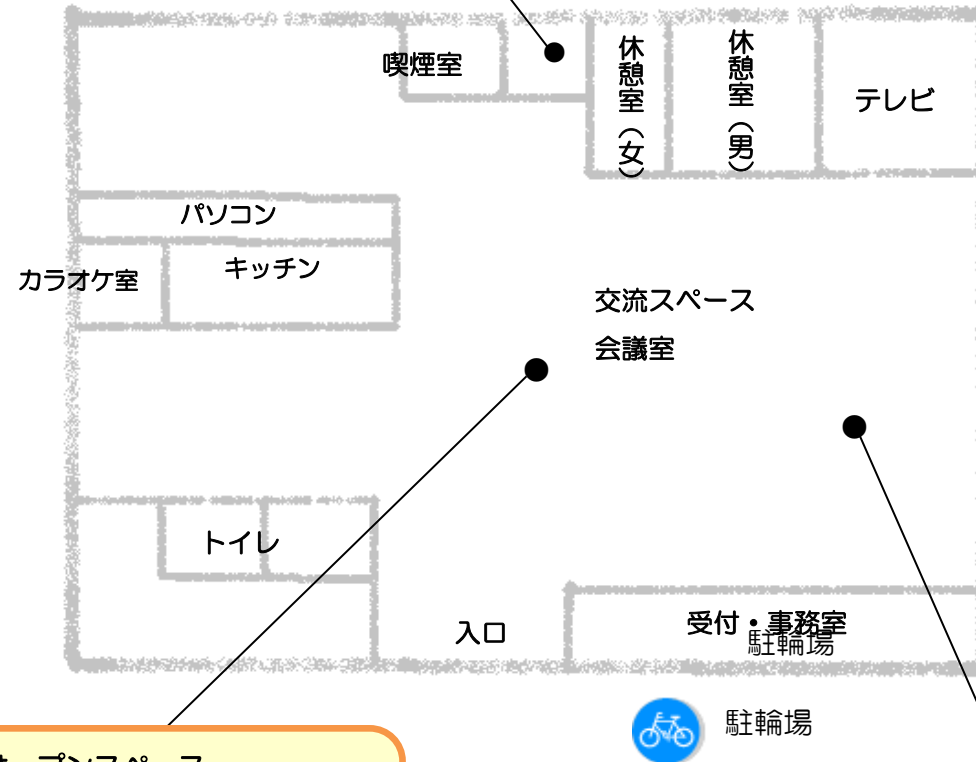 喫煙室
休憩室（女）
休憩室（男）
テレビ
パソコン
カラオケ室
キッチン
交流スペース
会議室
トイレ
入口
受付・事務室
駐輪場
駐輪場